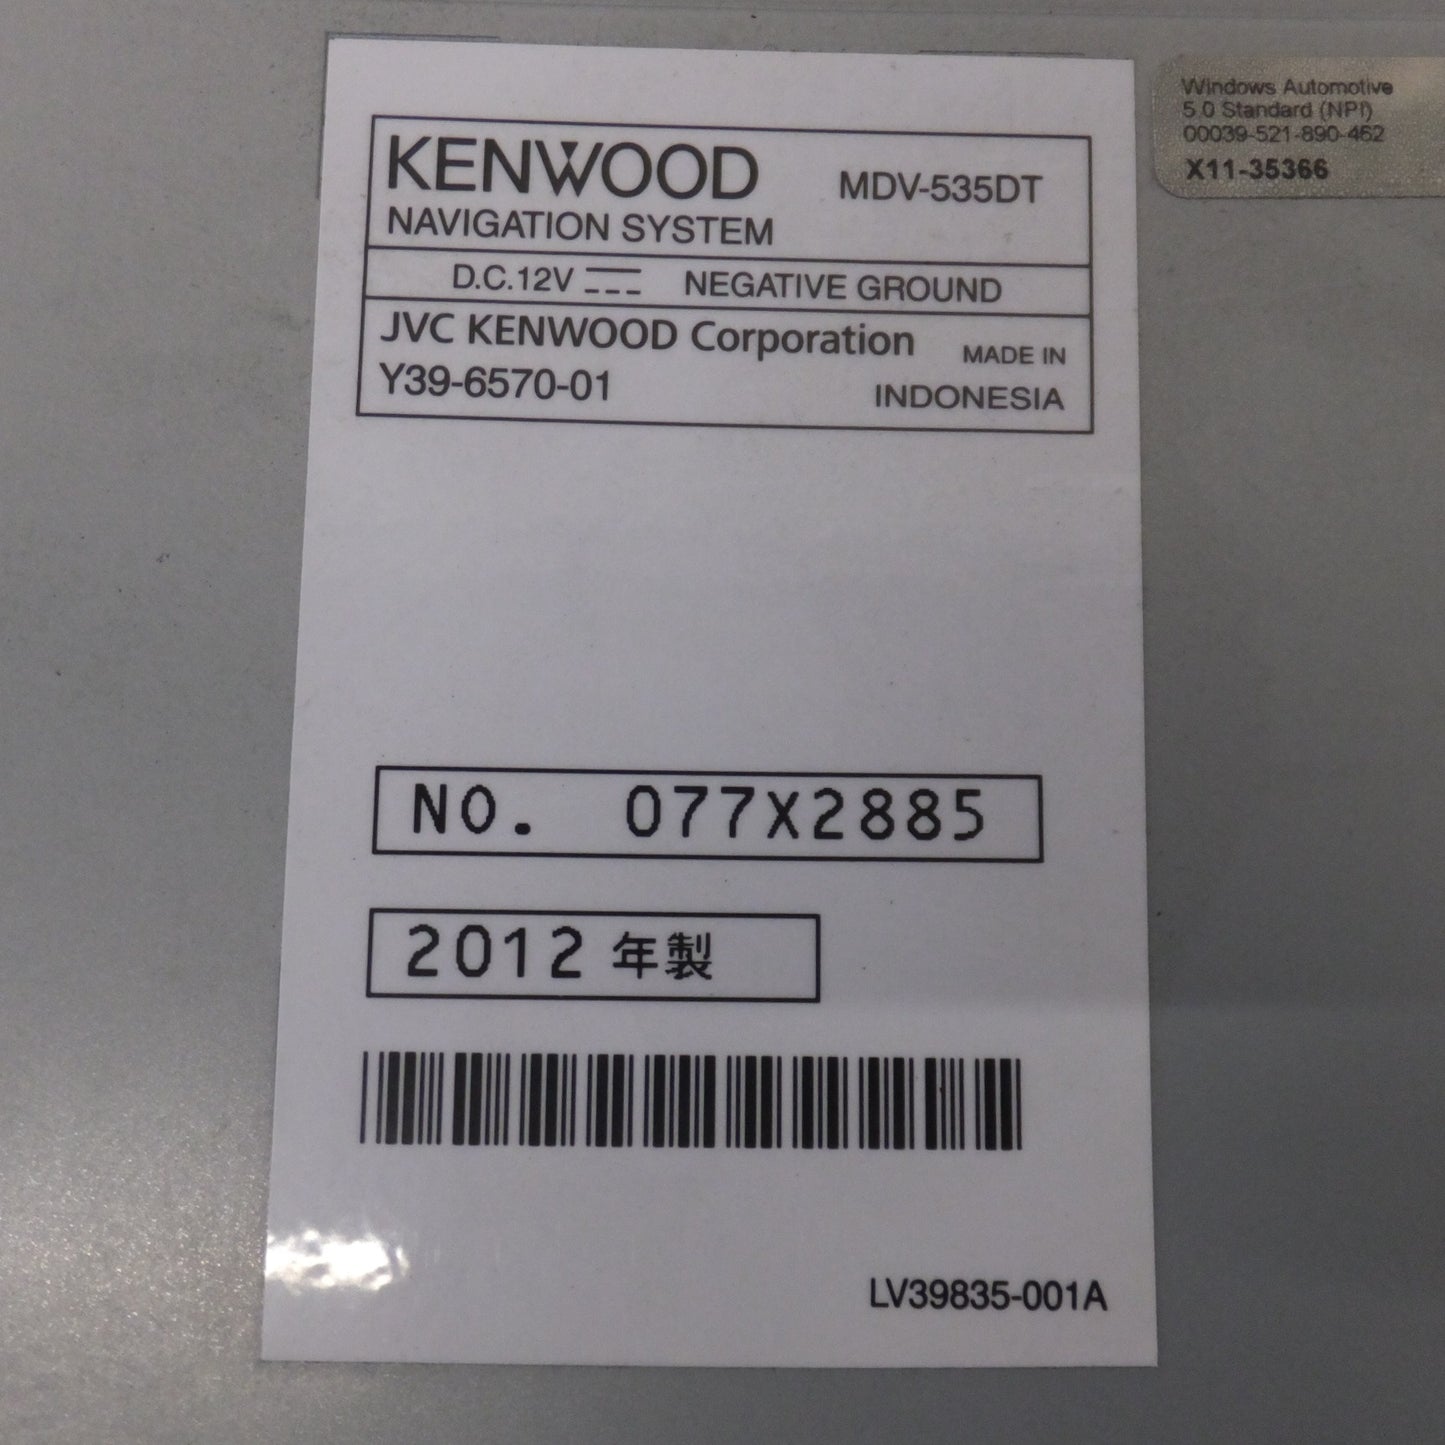 KENWOOD MDV-535DT
NAVIGATION SYSTEM
D.C.12V NEGATIVE GROUND
JVC KENWOOD Corporation MADE IN
Y39-6570-01 INDONESIA
NO. 077X2885
2012 年製
LV39835-001A
Windows Automotive
5.0 Standard (NPI)
00039-521-890-462
X11-35366